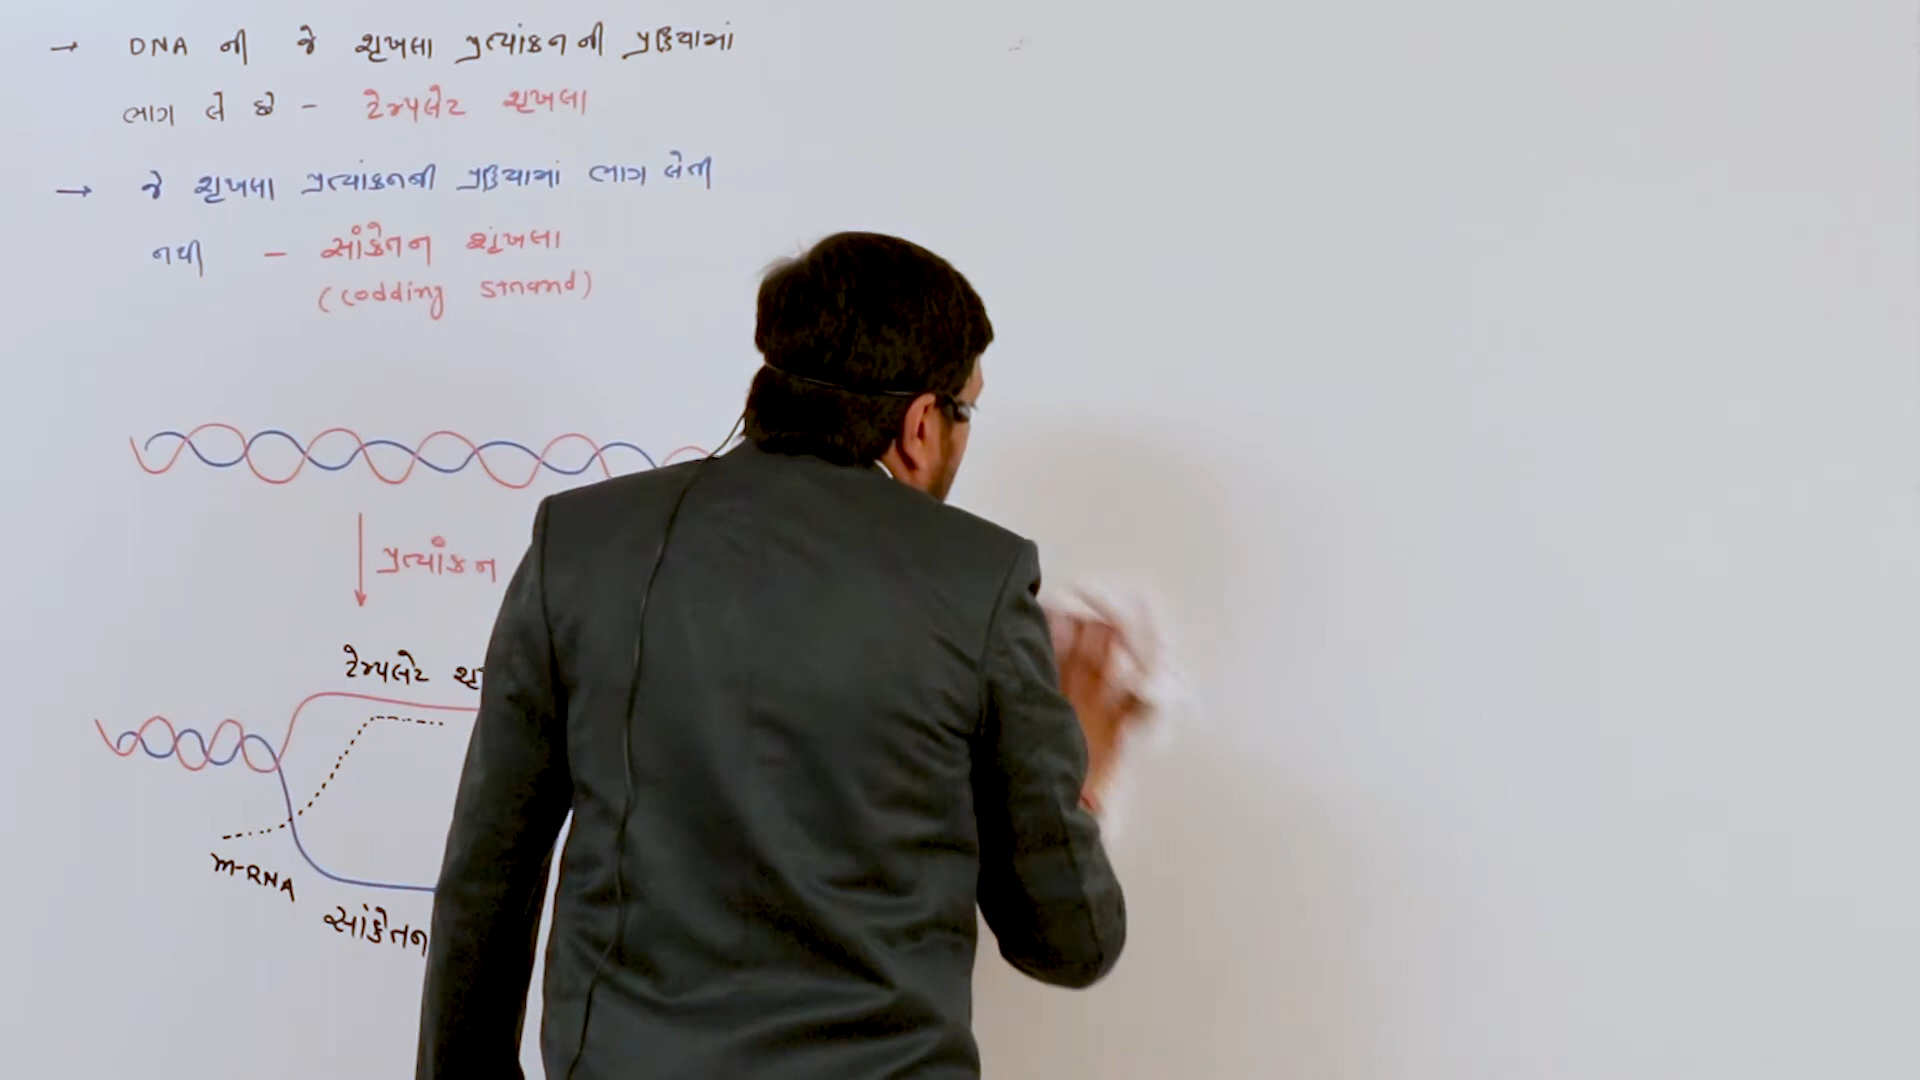 → DNA ની જે શૃખલા પ્રત્યાંકન ની પ્રક્રિયામાં
ભાગ લે છે - ટેમ્પલેટ શૃખલા
→ જે શૃખલા પ્રત્યાંકનની પ્રક્રિયામાં ભાગ લેતી
નથી - સાંકેતન શૃંખલા
(codding strand)
પ્રત્યાંકન
ટેમ્પલેટ
m-RNA
સાંકેતન